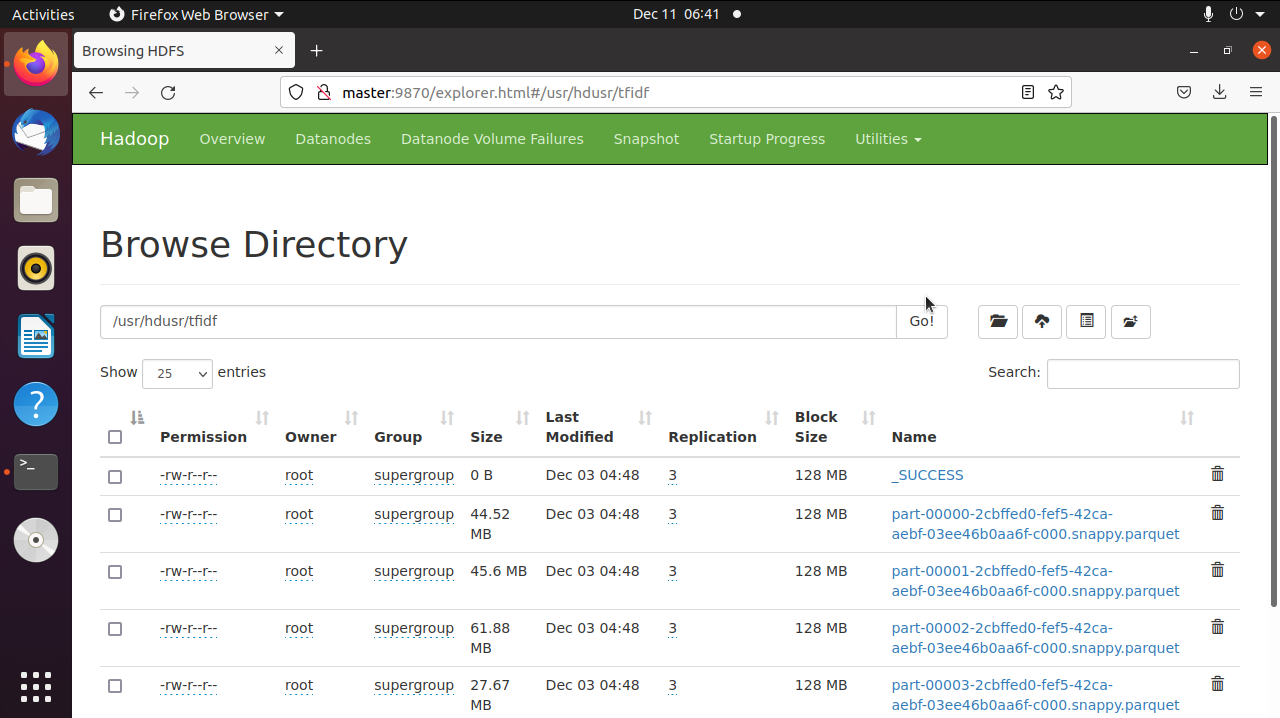 Activities Firefox Web Browser Dec 11 06:41
Browsing HDFS
master:9870/explorer.html#/usr/hdusr/tfidf
Hadoop Overview Datanodes Datanode Volume Failures Snapshot Startup Progress Utilities
Browse Directory
/usr/hdusr/tfidf Go!
Show 25 entries Search:
Permission Owner Group Size Last Modified Replication Block Size Name
-rw-r--r-- root supergroup 0 B Dec 03 04:48 3 128 MB _SUCCESS
-rw-r--r-- root supergroup 44.52 MB Dec 03 04:48 3 128 MB part-00000-2cbffed0-fef5-42ca-
aebf-03ee46b0aa6f-c000.snappy.parquet
-rw-r--r-- root supergroup 45.6 MB Dec 03 04:48 3 128 MB part-00001-2cbffed0-fef5-42ca-
aebf-03ee46b0aa6f-c000.snappy.parquet
-rw-r--r-- root supergroup 61.88 MB Dec 03 04:48 3 128 MB part-00002-2cbffed0-fef5-42ca-
aebf-03ee46b0aa6f-c000.snappy.parquet
-rw-r--r-- root supergroup 27.67 MB Dec 03 04:48 3 128 MB part-00003-2cbffed0-fef5-42ca-
aebf-03ee46b0aa6f-c000.snappy.parquet